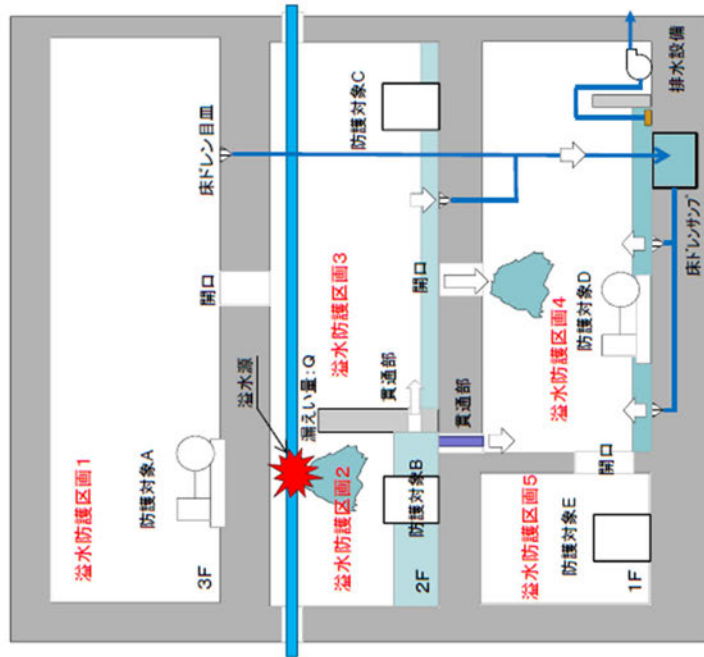 溢水防護区画1
防護対象A
3F
開口
床ドレン目皿
溢水源
漏えい量:Q
溢水防護区画2
溢水防護区画3
貫通部
防護対象C
防護対象B
2F
開口
貫通部
溢水防護区画5
溢水防護区画4
防護対象E
開口
防護対象D
1F
排水設備
床ﾄﾞﾚﾝｻﾝﾌﾟ